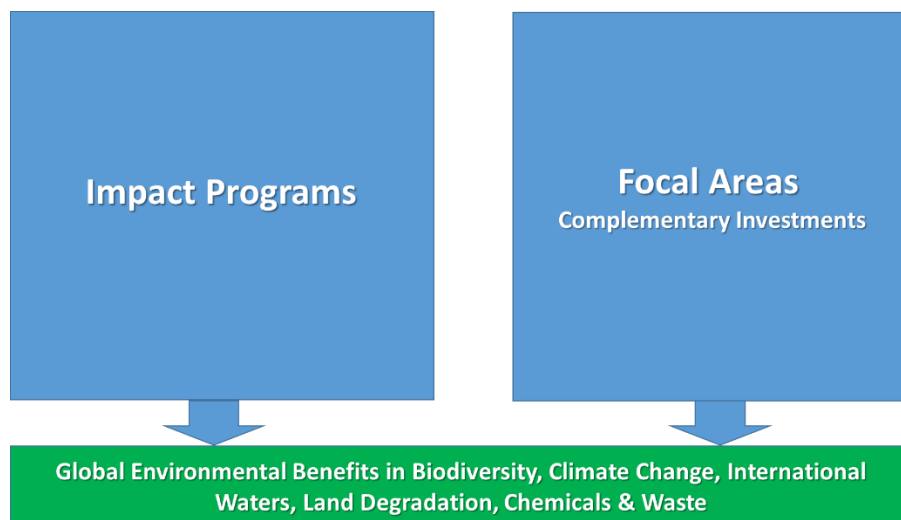 Impact Programs
Focal Areas
Complementary Investments
Global Environmental Benefits in Biodiversity, Climate Change, International
Waters, Land Degradation, Chemicals & Waste